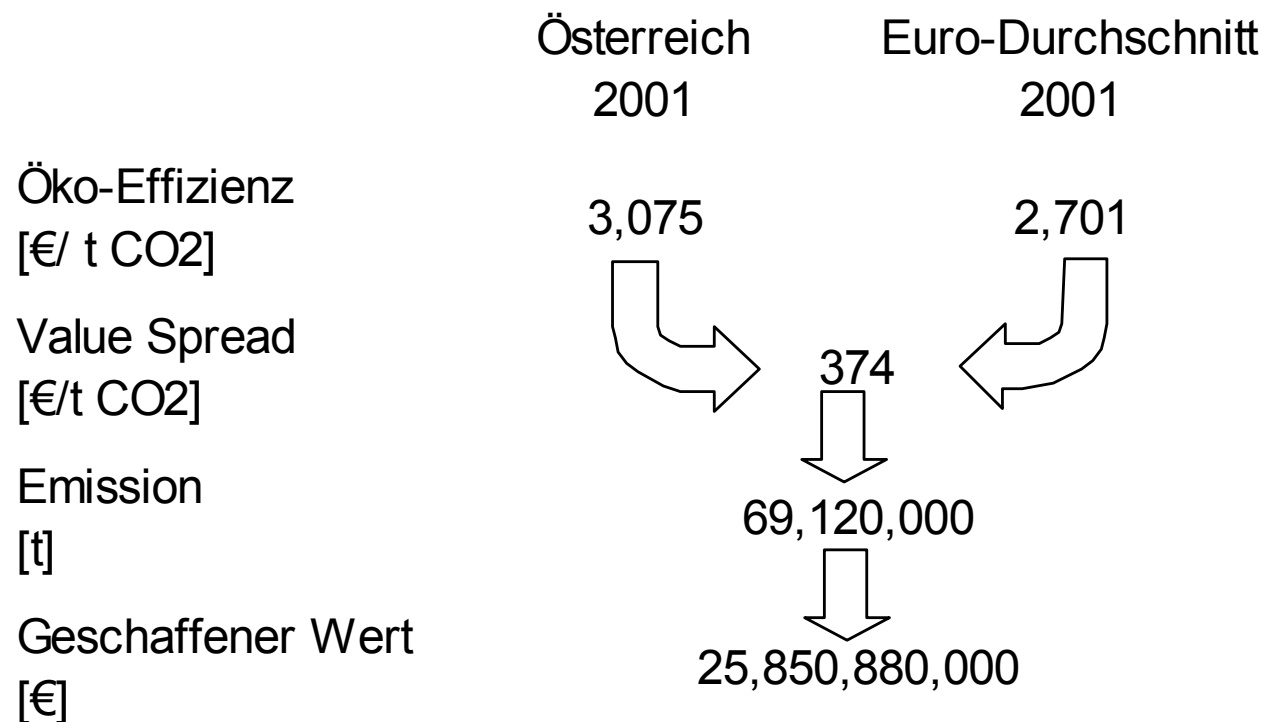 Österreich Euro-Durchschnitt
2001 2001
Öko-Effizienz
[€/ t CO2]
3,075 2,701
Value Spread
[€/t CO2]
374
Emission
[t]
69,120,000
Geschaffener Wert
[€]
25,850,880,000